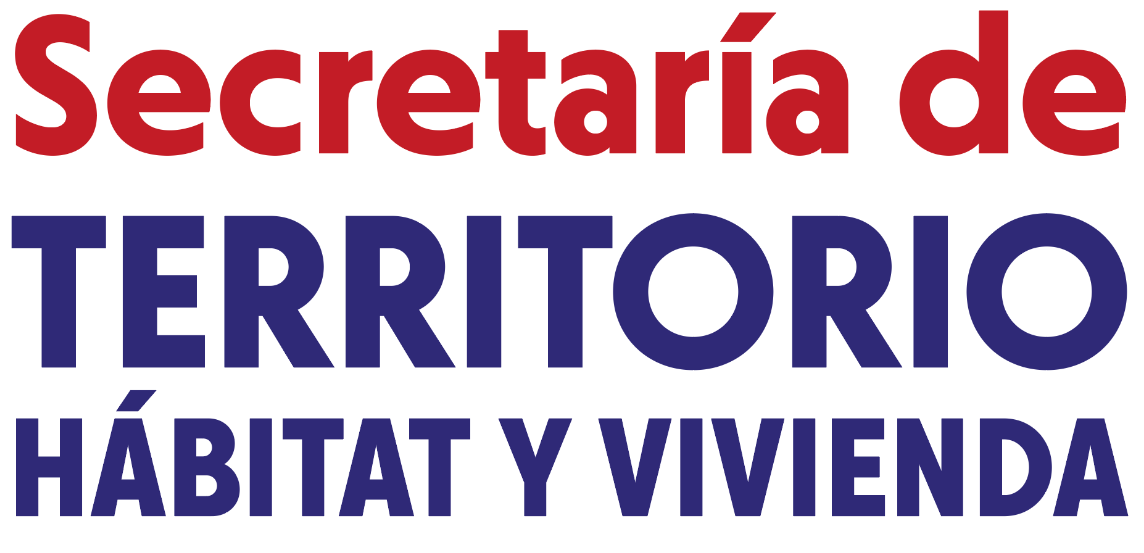 Secretaría de
TERRITORIO
HÁBITAT Y VIVIENDA